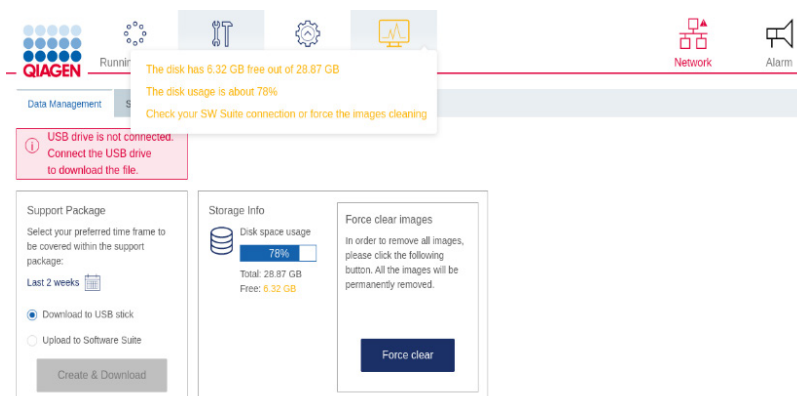 QIAGEN
Network
Alarm
The disk has 6.32 GB free out of 28.87 GB
The disk usage is about 78%
Check your SW Suite connection or force the images cleaning
Data Management
USB drive is not connected.
Connect the USB drive
to download the file.
Support Package
Select your preferred time frame to
be covered within the support
package:
Last 2 weeks
Download to USB stick
Upload to Software Suite
Create & Download
Storage Info
Disk space usage
78%
Total: 28.87 GB
Free: 6.32 GB
Force clear images
In order to remove all images,
please click the following
button. All the images will be
permanently removed.
Force clear